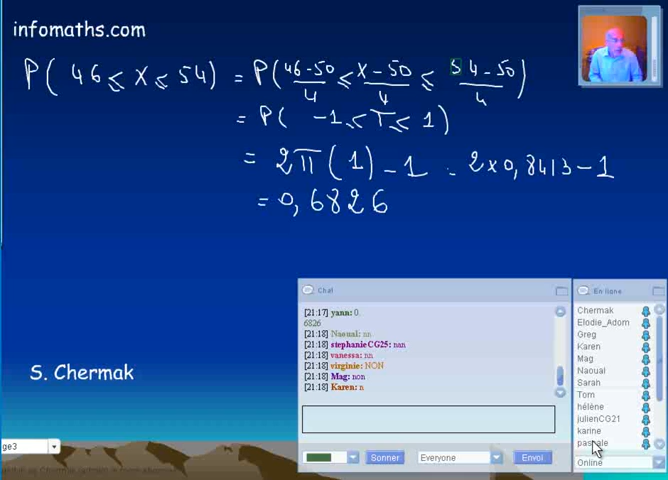 infomaths.com
P( 46 ≤ X ≤ 54) = P( 46-50/4 ≤ X-50/4 ≤ 54-50/4 )
= P( -1 ≤ T ≤ 1)
= 2Π(1) - 1 = 2×0,8413-1
= 0,6826
S. Chermak
ge3
Chat
[21:17] yann: 0.
6826
[21:18] Naoual: nn
[21:18] stephanieCG25: nan
[21:18] vanessa: nn
[21:18] virginie: NON
[21:18] Mag: non
[21:18] Karen: n
Sonner
Everyone
Envoi
En ligne
Chermak
Elodie_Adom
Greg
Karen
Mag
Naoual
Sarah
Tom
hélène
julienCG21
karine
pascale
Online